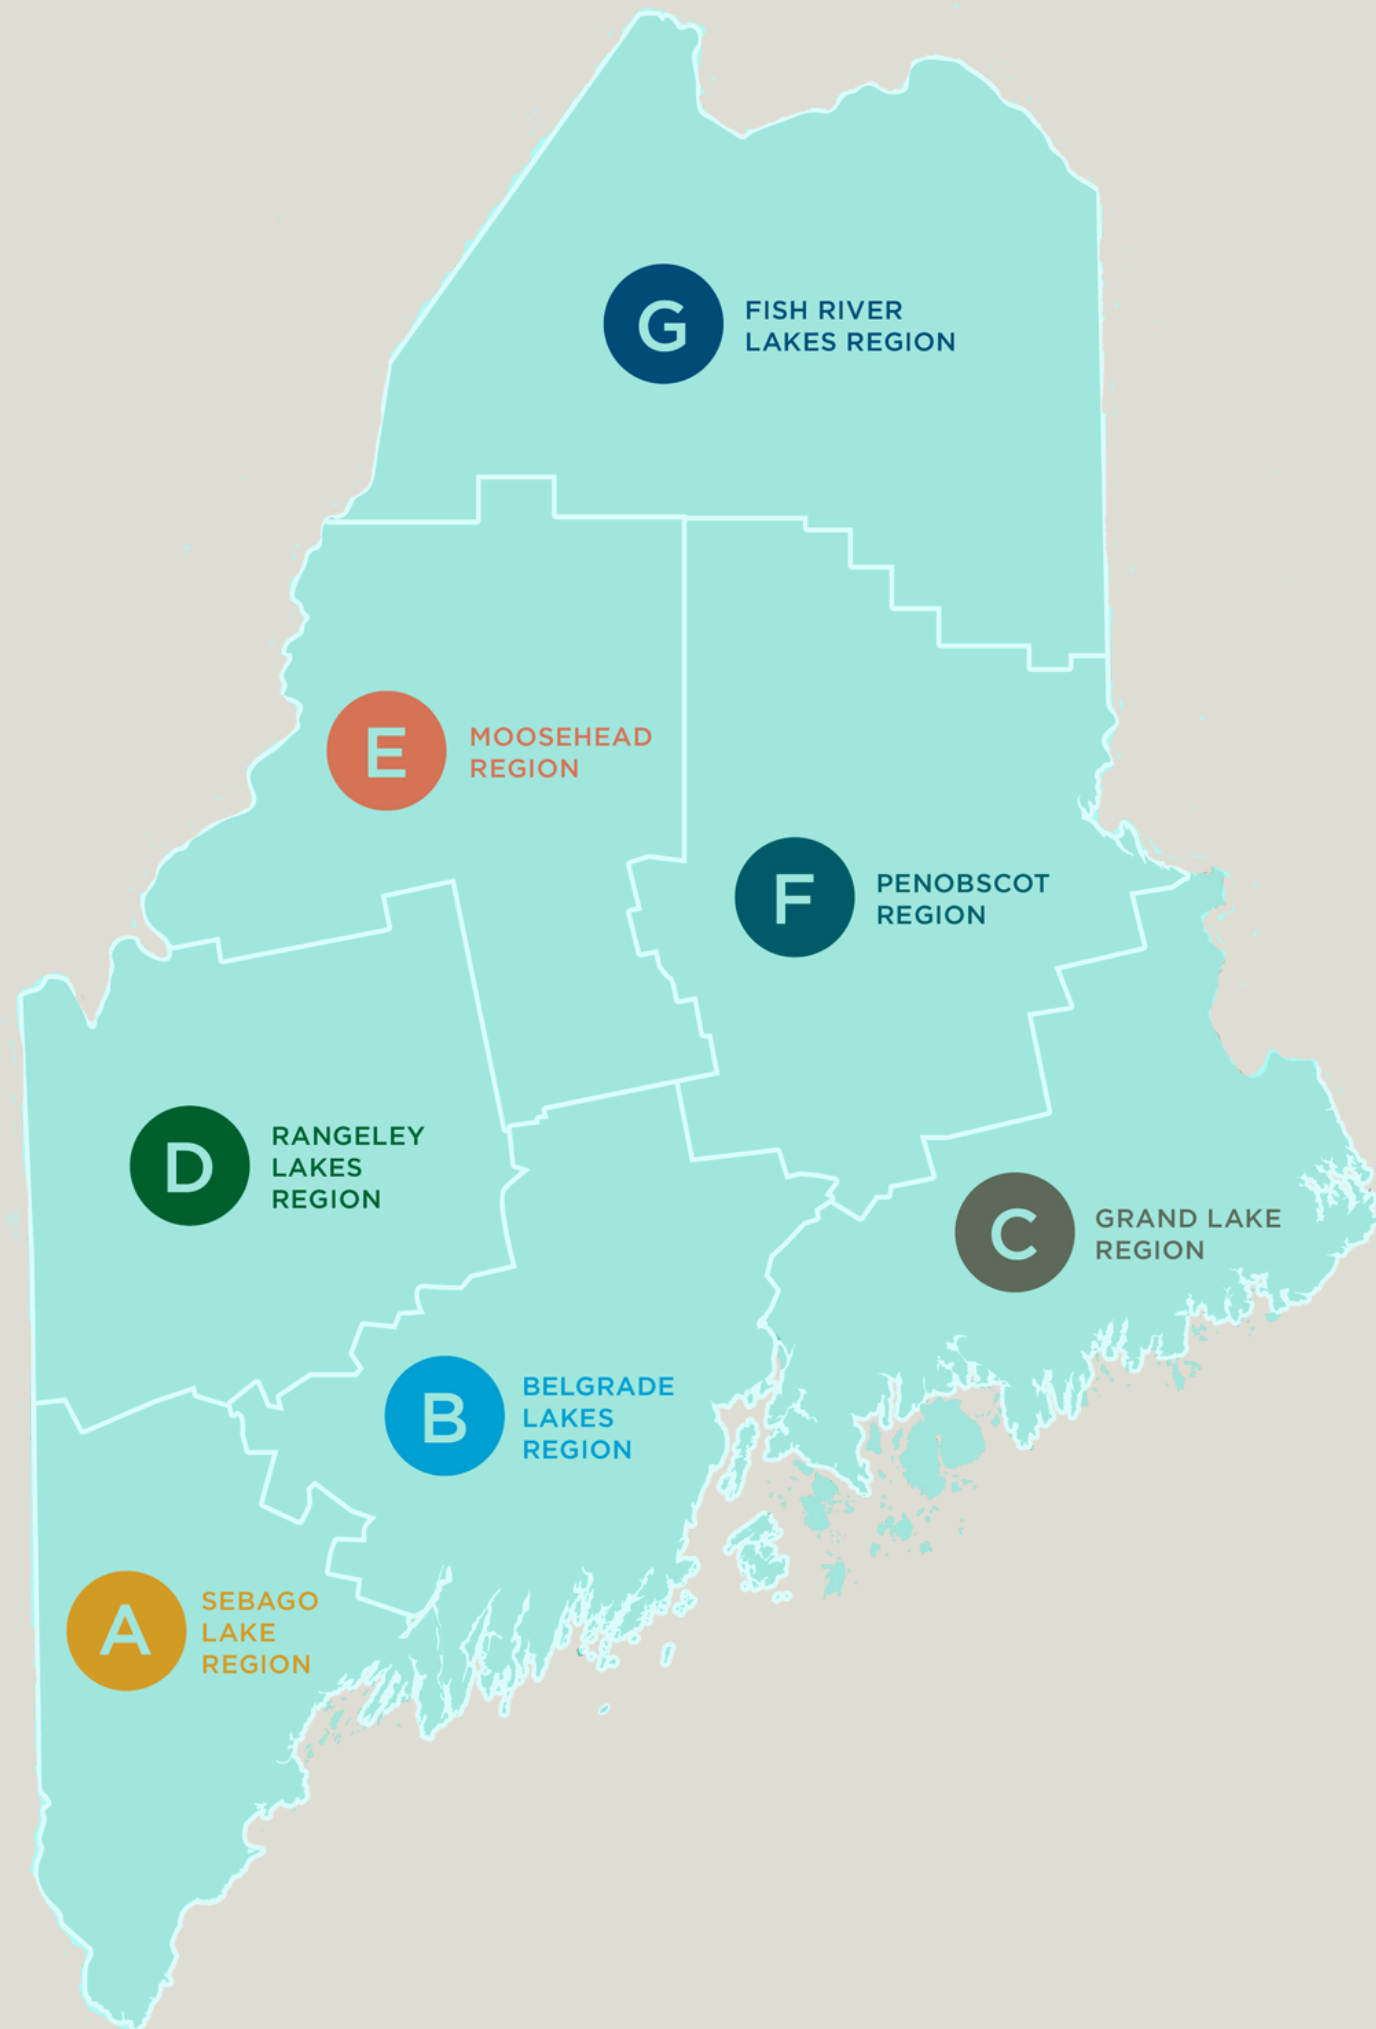 G
FISH RIVER
LAKES REGION
E
MOOSEHEAD
REGION
F
PENOBSCOT
REGION
D
RANGELEY
LAKES
REGION
C
GRAND LAKE
REGION
B
BELGRADE
LAKES
REGION
A
SEBAGO
LAKE
REGION